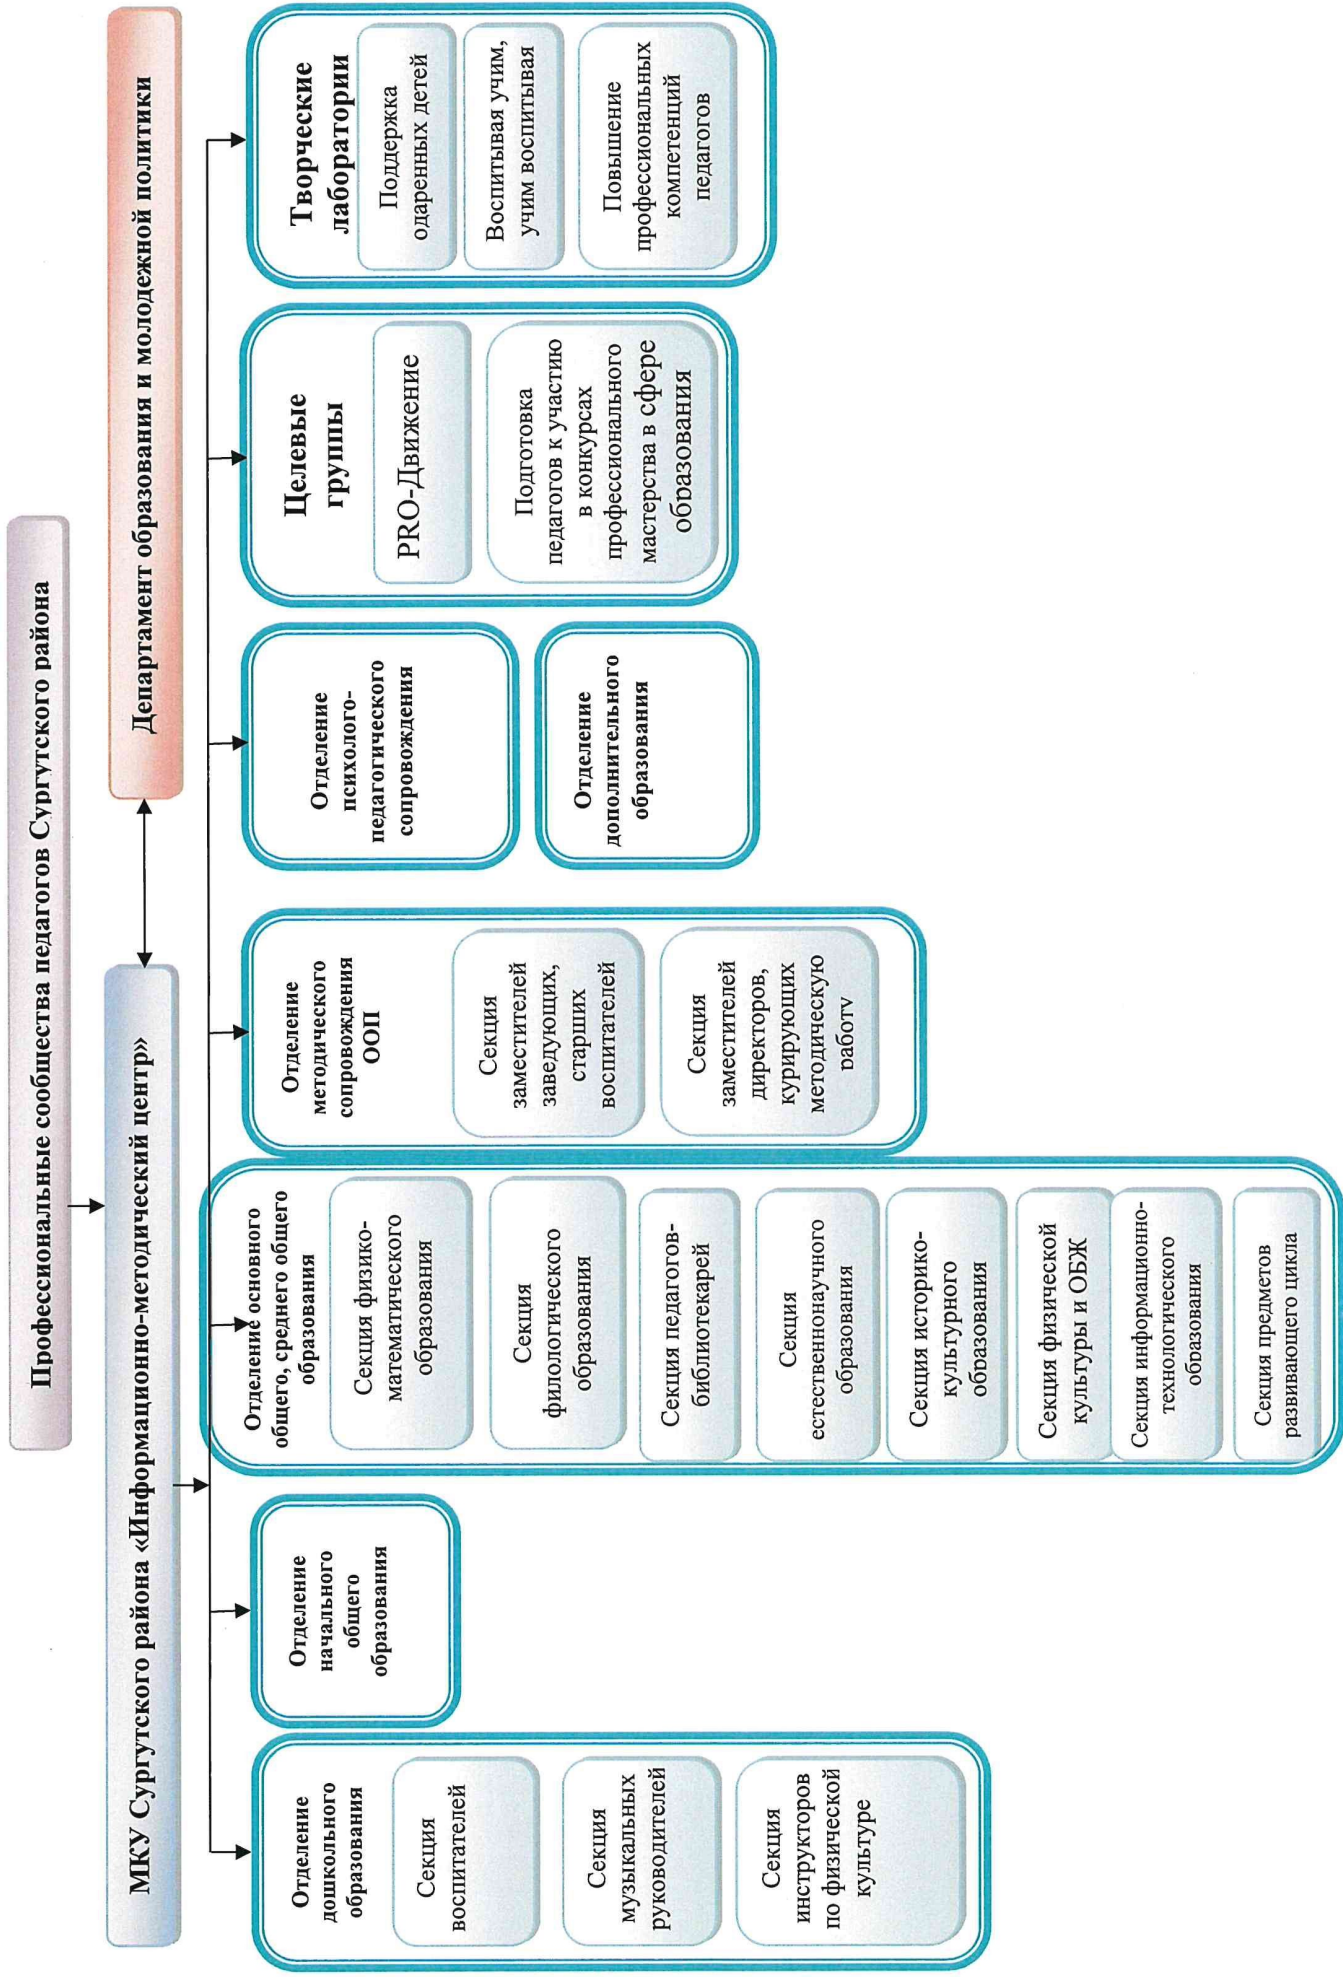 Профессиональные сообщества педагогов Сургутского района
МКУ Сургутского района «Информационно-методический центр»
Департамент образования и молодежной политики
Отделение
дошкольного
образования
Секция
воспитателей
Секция
музыкальных
руководителей
Секция
инструкторов
по физической
культуре
Отделение
начального
общего
образования
Отделение основного
общего, среднего общего
образования
Секция физико-
математического
образования
Секция
филологического
образования
Секция педагогов-
библиотекарей
Секция
естественнонаучного
образования
Секция историко-
культурного
образования
Секция физической
культуры и ОБЖ
Секция информационно-
технологического
образования
Секция предметов
развивающего цикла
Отделение
методического
сопровождения
ООП
Секция
заместителей
заведующих,
старших
воспитателей
Секция
заместителей
директоров,
курирующих
методическую
работу
Отделение
психолого-
педагогического
сопровождения
Отделение
дополнительного
образования
Целевые
группы
PRO-Движение
Подготовка
педагогов к участию
в конкурсах
профессионального
мастерства в сфере
образования
Творческие
лаборатории
Поддержка
одаренных детей
Воспитывая учим,
учим воспитывая
Повышение
профессиональных
компетенций
педагогов